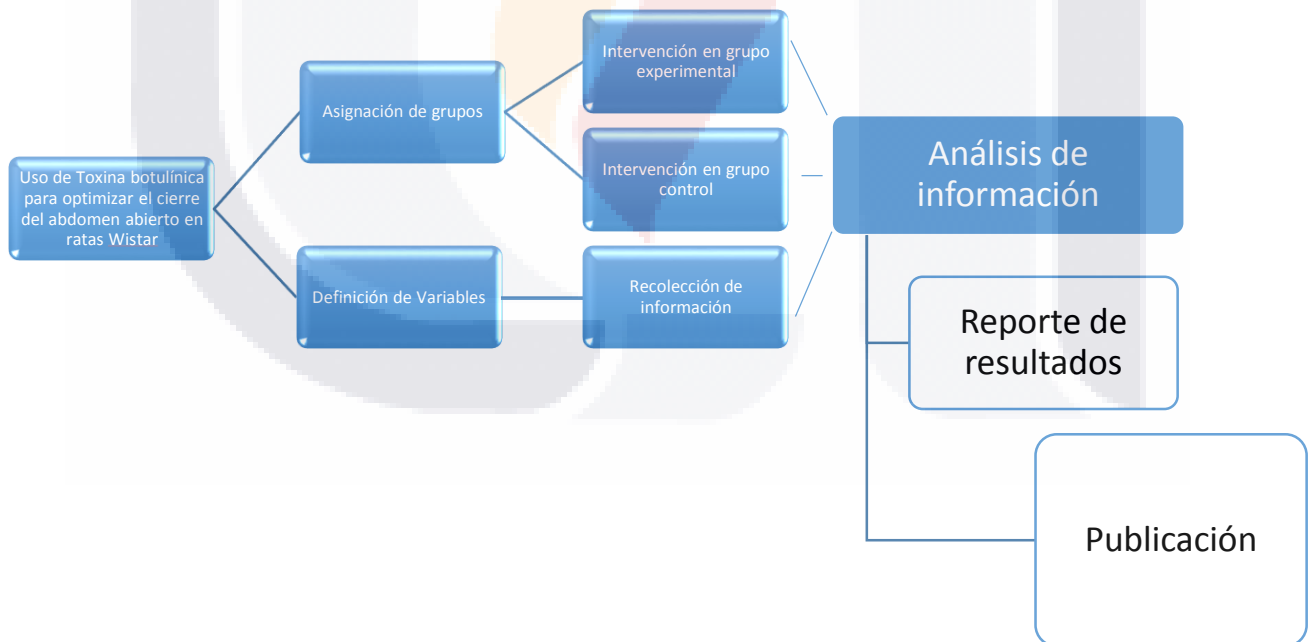 Uso de Toxina botulínica
para optimizar el cierre
del abdomen abierto en
ratas Wistar
Asignación de grupos
Definición de Variables
Intervención en grupo
experimental
Intervención en grupo
control
Recolección de
información
Análisis de
información
Reporte de
resultados
Publicación